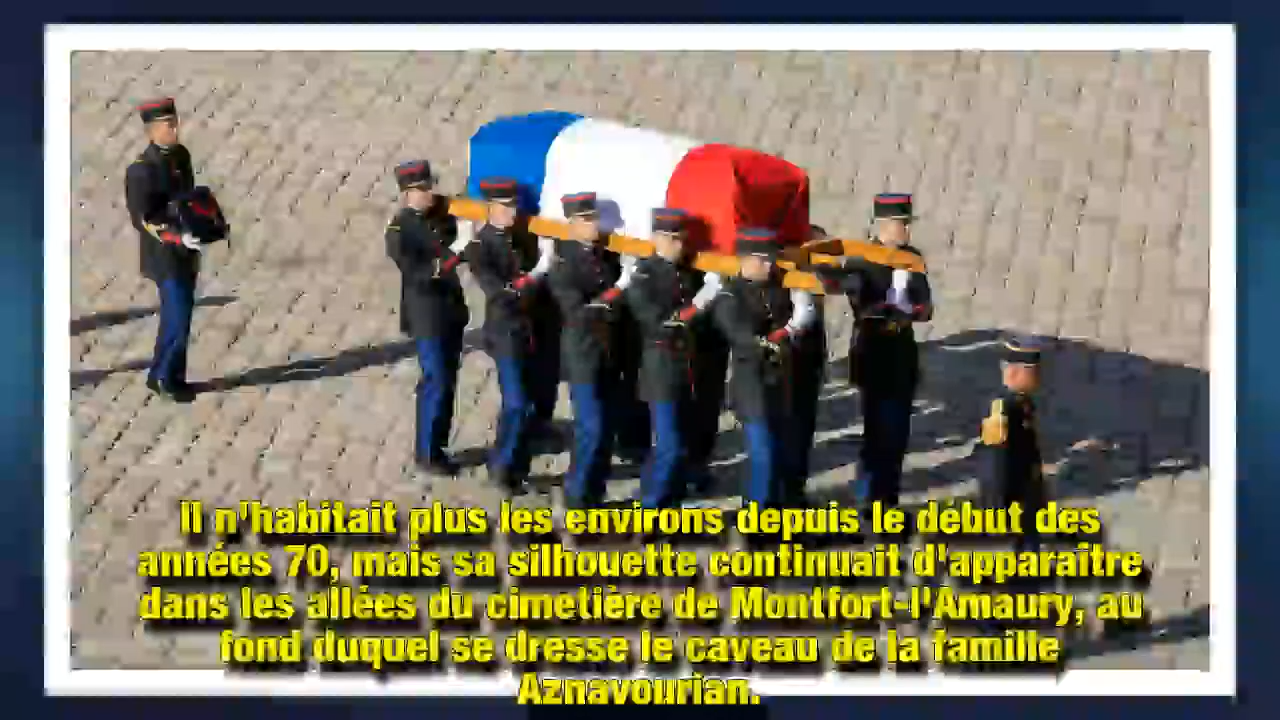 Il n'habitait plus les environs depuis le début des
années 70, mais sa silhouette continuait d'apparaître
dans les allées du cimetière de Montfort-l'Amaury, au
fond duquel se dresse le caveau de la famille
Aznavourian.